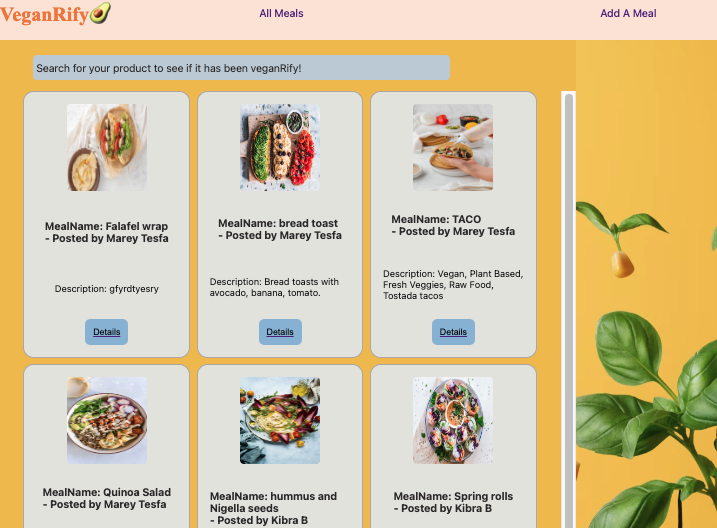 VeganRify🥑
All Meals
Add A Meal
Search for your product to see if it has been veganRify!
MealName: Falafel wrap
- Posted by Marey Tesfa
Description: gfyrdtyesry
Details
MealName: bread toast
- Posted by Marey Tesfa
Description: Bread toasts with
avocado, banana, tomato.
Details
MealName: TACO
- Posted by Marey Tesfa
Description: Vegan, Plant Based,
Fresh Veggies, Raw Food,
Tostada tacos
Details
MealName: Quinoa Salad
- Posted by Marey Tesfa
MealName: hummus and
Nigella seeds
- Posted by Kibra B
MealName: Spring rolls
- Posted by Kibra B